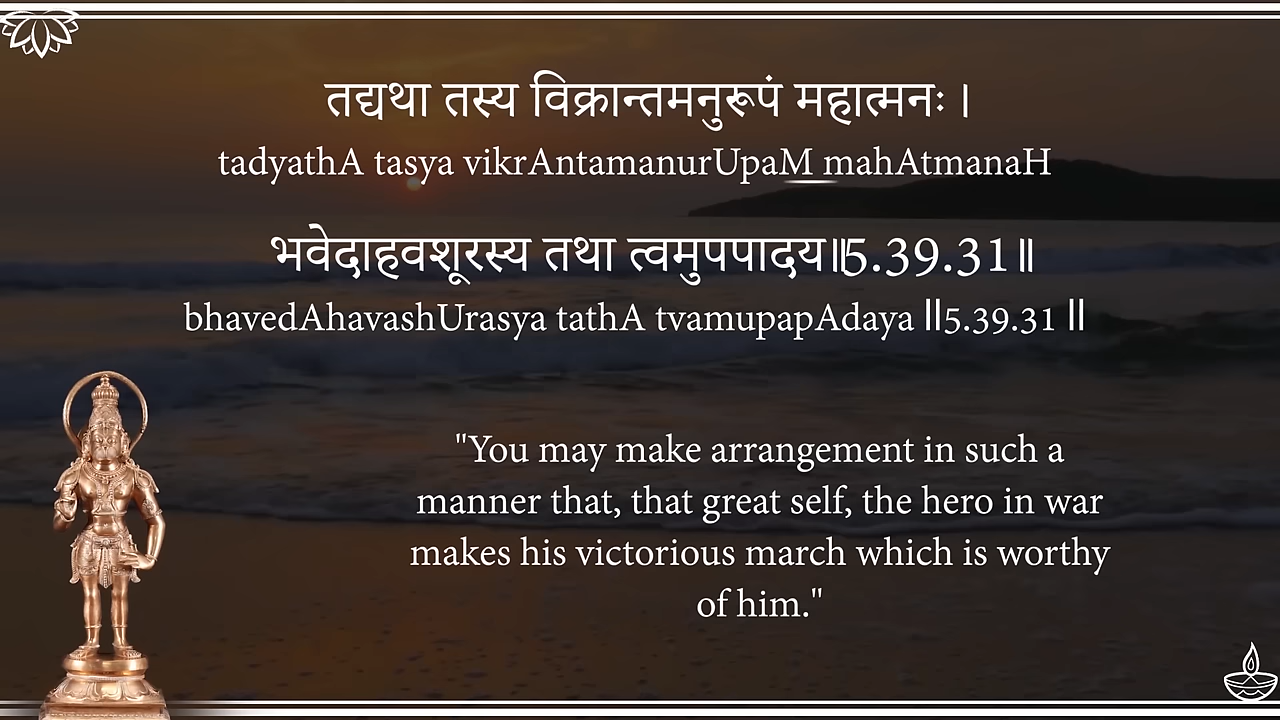 तद्यथा तस्य विक्रान्तमनुरूपं महात्मनः ।
tadyathA tasya vikrAntamanurUpaM mahAtmanaH
भवेदाहवशूरस्य तथा त्वमुपपादय॥5.39.31॥
bhavedAhavashUrasya tathA tvamupapAdaya ||5.39.31 ||
"You may make arrangement in such a
manner that, that great self, the hero in war
makes his victorious march which is worthy
of him."